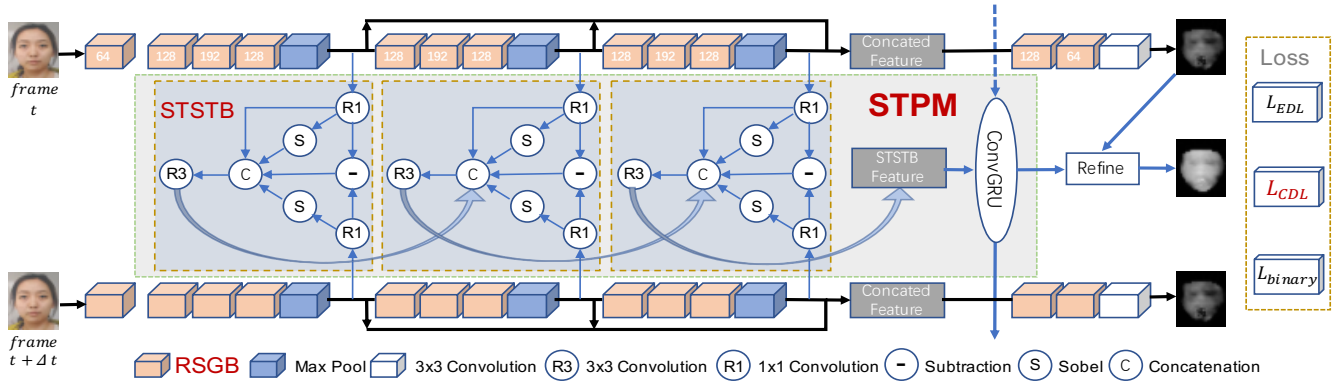 64 128 192 128 128 192 128 128 192 128 Concated Feature 128 64
frame t
STSTB
STPM
Loss
R1 R1 R1
S S S
L_EDL
R3 C - R3 C - R3 C -
STSTB Feature
ConvGRU
Refine
L_CDL
S S S
R1 R1 R1
L_binary
Concated Feature
frame t + Δ t
RSGB Max Pool 3x3 Convolution R3 3x3 Convolution R1 1x1 Convolution - Subtraction S Sobel C Concatenation